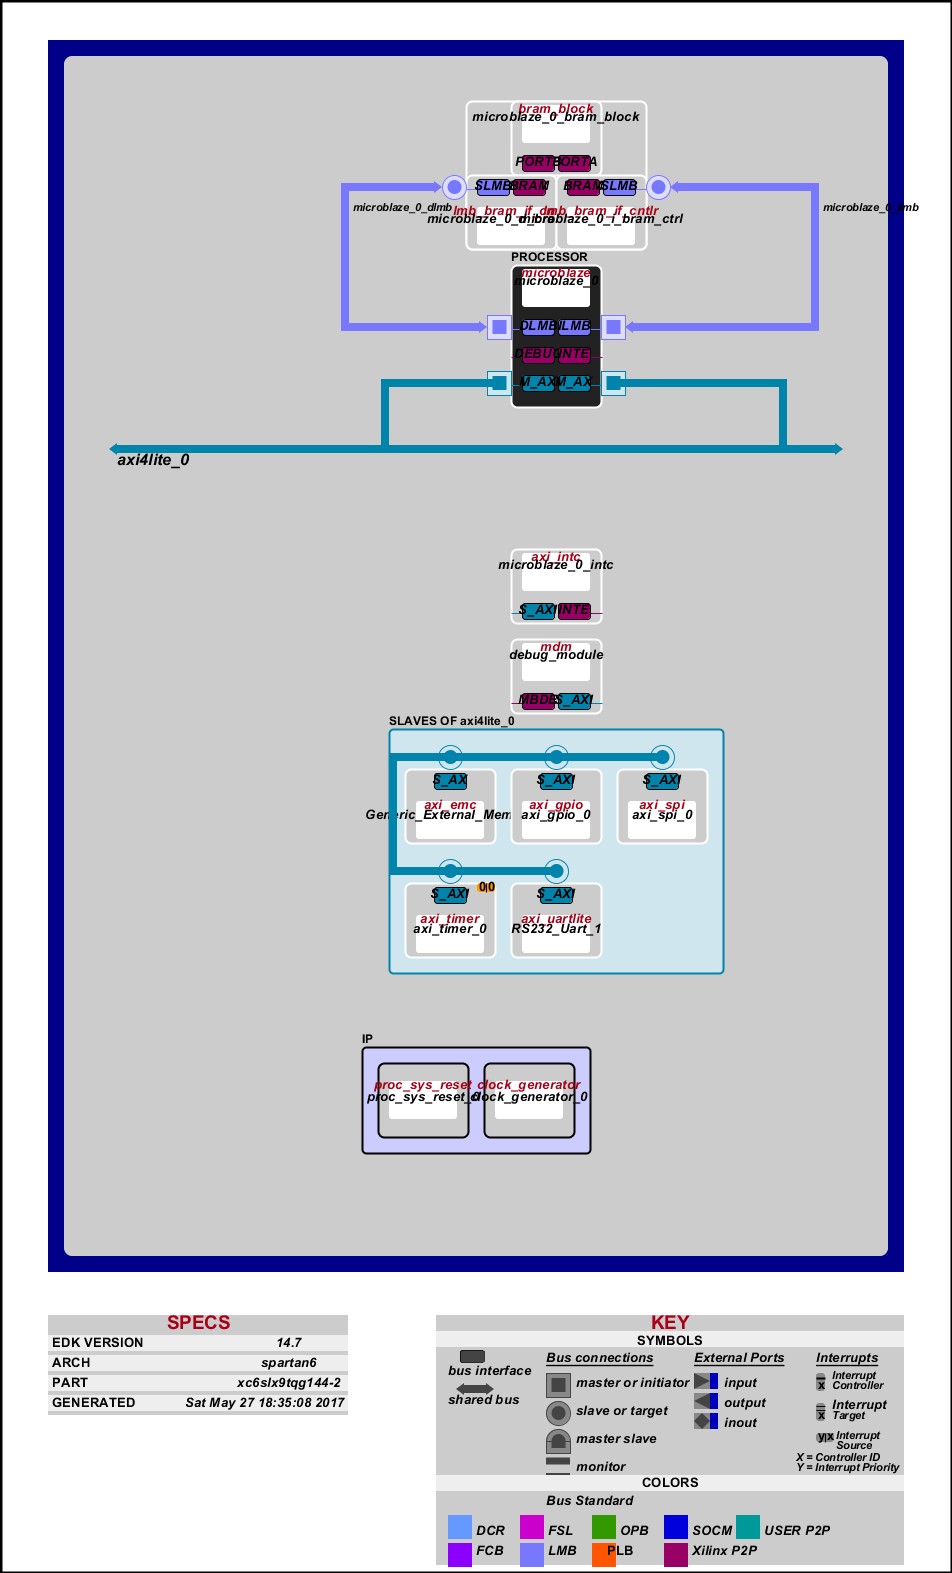 bram_block
microblaze_0_bram_block
PORTB PORTA
SLMB BRAM BRAM SLMB
microblaze_0_dlmb
lmb_bram_if_cntlr
microblaze_0_i_bram_ctrl
PROCESSOR
microblaze
microblaze_0
DLMB ILMB
DEBUG INTE
M_AX M_AX
axi4lite_0
axi_intc
microblaze_0_intc
S_AXI INTE
mdm
debug_module
S_AXI
SLAVES OF axi4lite_0
S_AXI S_AXI S_AXI
axi_emc axi_gpio axi_spi
Generic_External_Mem axi_gpio_0 axi_spi_0
0 0
S_AXI S_AXI
axi_timer axi_uartlite
axi_timer_0 RS232_Uart_1
IP
proc_sys_reset clock_generator
proc_sys_reset_0 clock_generator_0
SPECS
EDK VERSION 14.7
ARCH spartan6
PART xc6slx9tqg144-2
GENERATED Sat May 27 18:35:08 2017
KEY
SYMBOLS
bus interface
shared bus
Bus connections
master or initiator
slave or target
master slave
monitor
External Ports
input
output
inout
Interrupts
x Interrupt
Controller
x Interrupt
Target
y x Interrupt
Source
X = Controller ID
Y = Interrupt Priority
COLORS
Bus Standard
DCR FSL OPB SOCM USER P2P
FCB LMB PLB Xilinx P2P